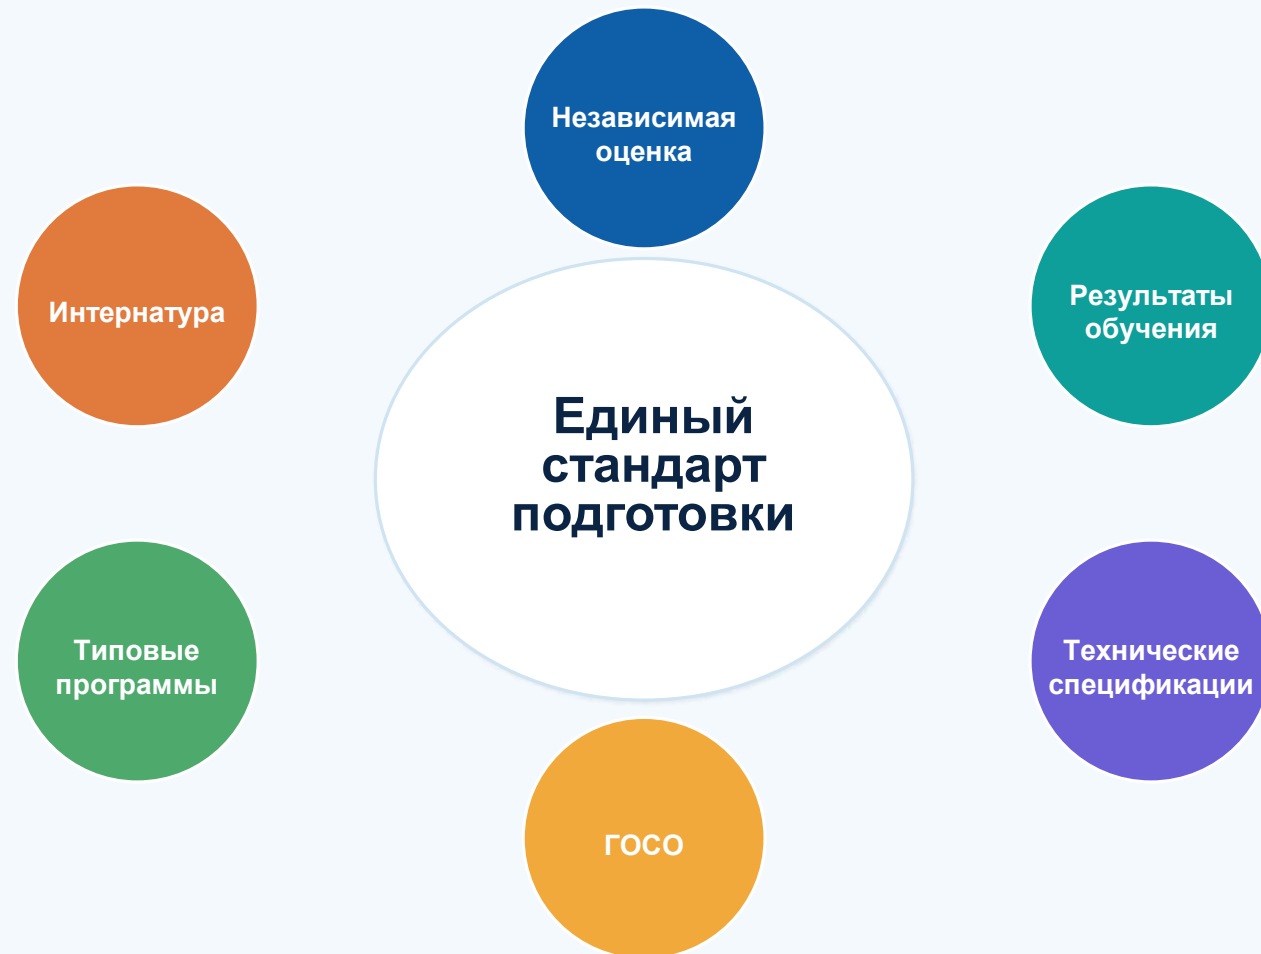 Независимая
оценка
Интернатура
Результаты
обучения
Единый
стандарт
подготовки
Типовые
программы
Технические
спецификации
ГОСО